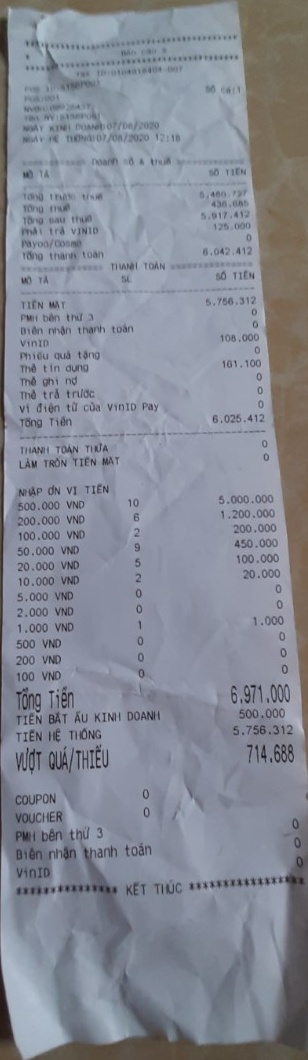 ********************************
* Báo cáo X
********************************
Tax ID:0104918404-007
POS ID:
POS:001
SỐ CA:1
NGÀY KINH DOANH:07/08/2020
NGÀY HỆ THỐNG:07/08/2020 12:18
========== Doanh số & thuế ==========
MÔ TẢ SỐ TIỀN
Tổng trước thuế 5.480.727
Tổng thuế 436.685
Tổng sau thuế 5.917.412
Phải trả VINID 125.000
Payoo/Cosmo 0
Tổng thanh toán 6.042.412
========== THANH TOÁN ==========
MÔ TẢ SL SỐ TIỀN
TIỀN MẶT 5.756.312
PMH bên thứ 3 0
Biên nhận thanh toán 0
VinID 108.000
Phiếu quà tặng 0
Thẻ tín dụng 161.100
Thẻ ghi nợ 0
Thẻ trả trước 0
Ví điện tử của VinID Pay 0
Tổng Tiền 6.025.412
THANH TOÁN THỪA 0
LÀM TRÒN TIỀN MẶT 0
NHẬP ƠN VỊ TIỀN
500.000 VND 10 5.000.000
200.000 VND 6 1.200.000
100.000 VND 2 200.000
50.000 VND 9 450.000
20.000 VND 5 100.000
10.000 VND 2 20.000
5.000 VND 0 0
2.000 VND 0 0
1.000 VND 1 1.000
500 VND 0 0
200 VND 0 0
100 VND 0 0
Tổng Tiền 6.971.000
TIỀN BẮT ẦU KINH DOANH 500.000
TIỀN HỆ THỐNG 5.756.312
VƯỢT QUÁ/THIẾU 714.688
COUPON 0
VOUCHER 0
PMH bên thứ 3 0
Biên nhận thanh toán 0
VinID 0
************** KẾT THÚC **************